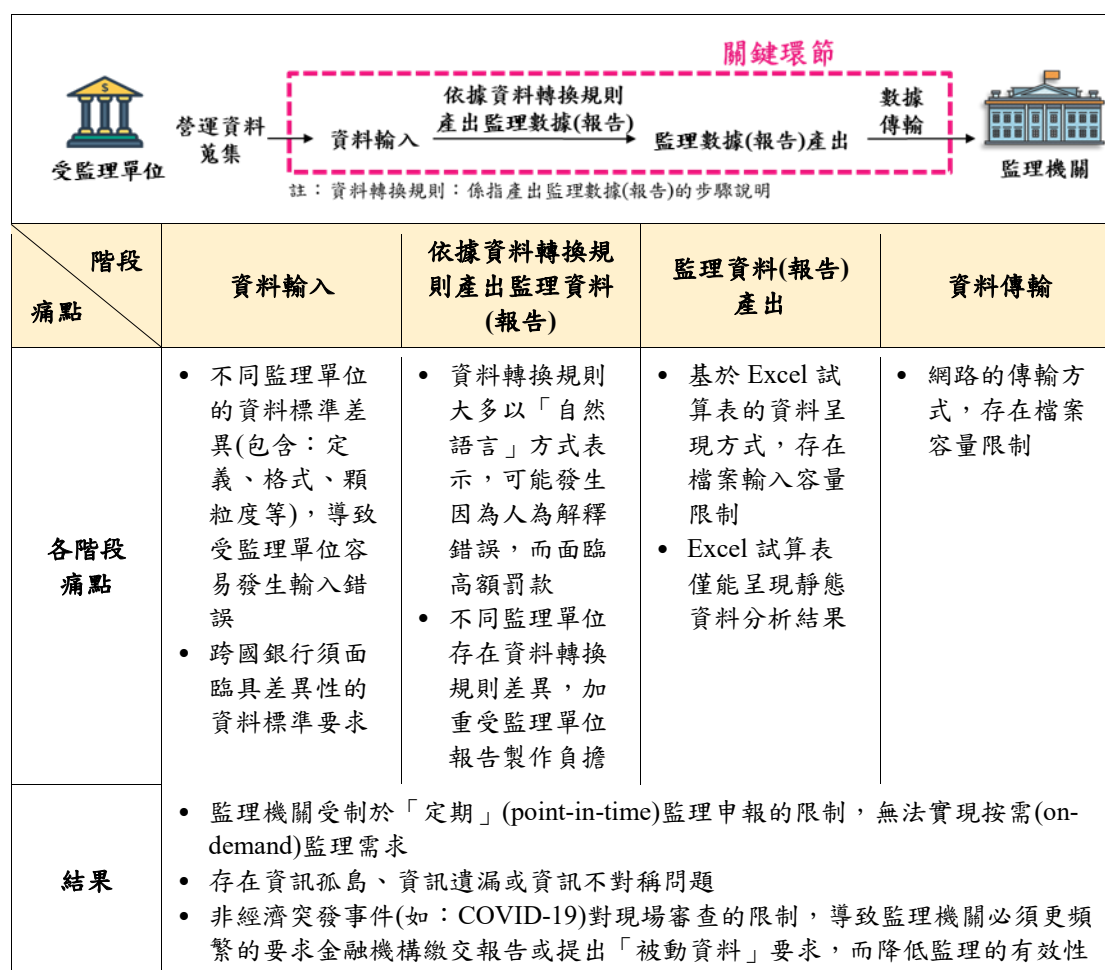 關鍵環節
受監理單位
營運資料
蒐集
資料輸入
依據資料轉換規則
產出監理數據(報告)
監理數據(報告)產出
數據
傳輸
監理機關
註：資料轉換規則：係指產出監理數據(報告)的步驟說明
階段
痛點
資料輸入
依據資料轉換規
則產出監理資料
(報告)
監理資料(報告)
產出
資料傳輸
各階段
痛點
• 不同監理單位
的資料標準差
異(包含：定
義、格式、顆
粒度等)，導致
受監理單位容
易發生輸入錯
誤
• 跨國銀行須面
臨具差異性的
資料標準要求
• 資料轉換規則
大多以「自然
語言」方式表
示，可能發生
因為人為解釋
錯誤，而面臨
高額罰款
• 不同監理單位
存在資料轉換
規則差異，加
重受監理單位
報告製作負擔
• 基於 Excel 試
算表的資料呈
現方式，存在
檔案輸入容量
限制
• Excel 試算表
僅能呈現靜態
資料分析結果
• 網路的傳輸方
式，存在檔案
容量限制
結果
• 監理機關受制於「定期」(point-in-time)監理申報的限制，無法實現按需(on-
demand)監理需求
• 存在資訊孤島、資訊遺漏或資訊不對稱問題
• 非經濟突發事件(如：COVID-19)對現場審查的限制，導致監理機關必須更頻
繁的要求金融機構繳交報告或提出「被動資料」要求，而降低監理的有效性